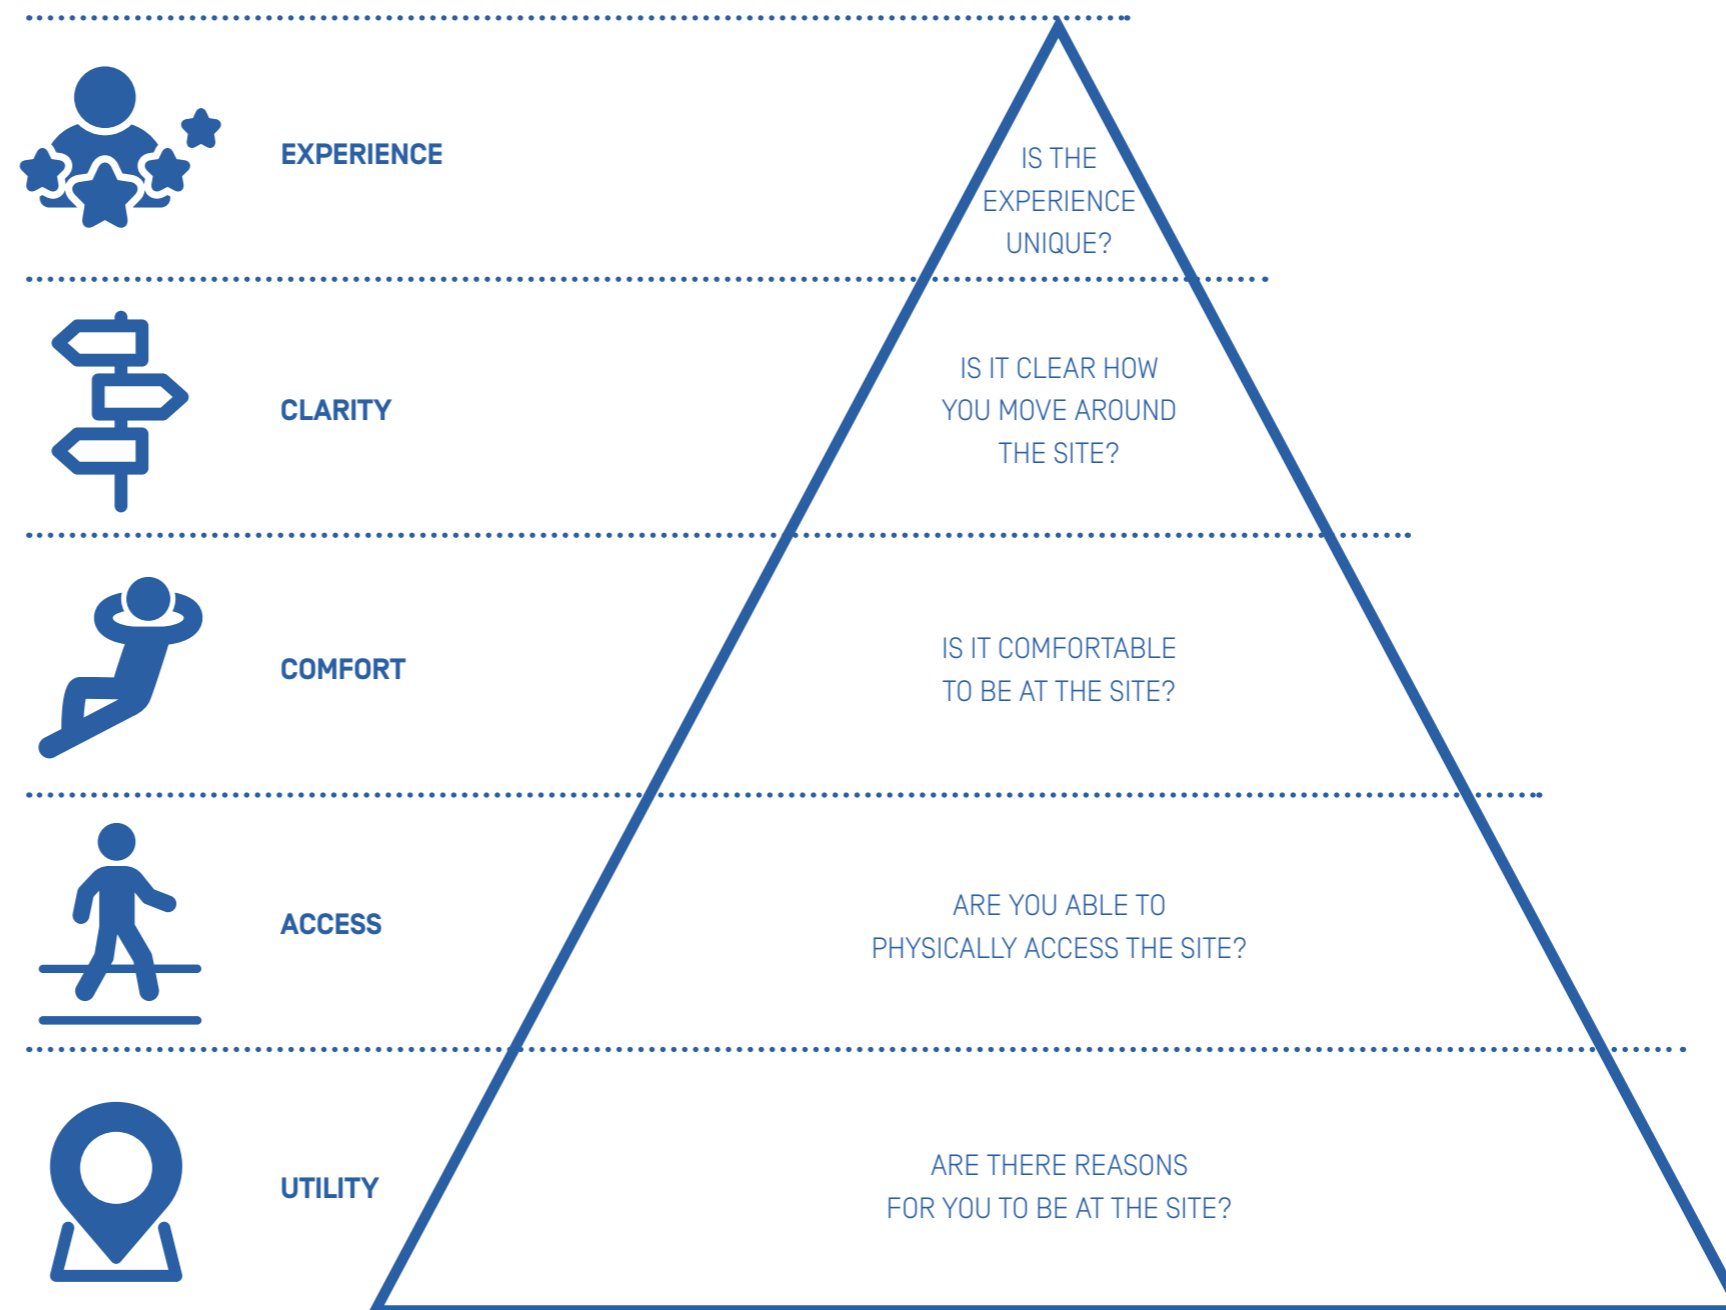 EXPERIENCE
IS THE
EXPERIENCE
UNIQUE?
CLARITY
IS IT CLEAR HOW
YOU MOVE AROUND
THE SITE?
COMFORT
IS IT COMFORTABLE
TO BE AT THE SITE?
ACCESS
ARE YOU ABLE TO
PHYSICALLY ACCESS THE SITE?
UTILITY
ARE THERE REASONS
FOR YOU TO BE AT THE SITE?